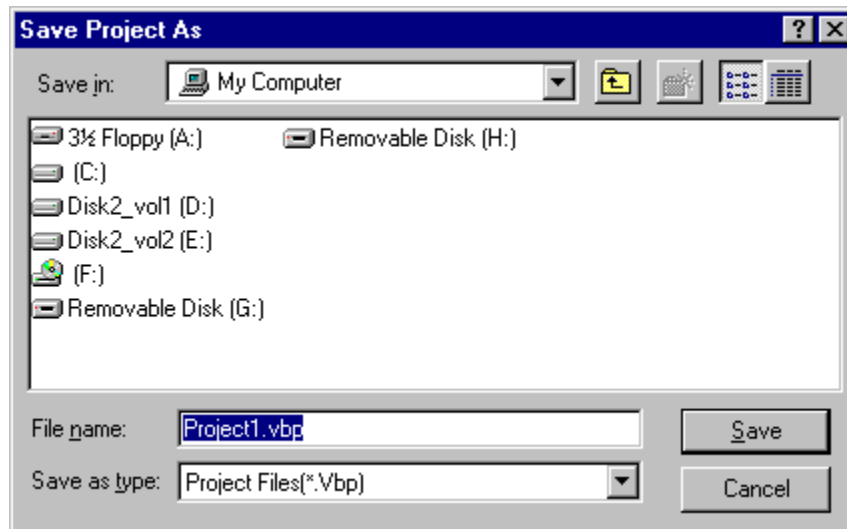 Save Project As
Save in: My Computer
3½ Floppy (A:)
(C:)
Disk2_vol1 (D:)
Disk2_vol2 (E:)
(F:)
Removable Disk (G:)
Removable Disk (H:)
File name: Project1.vbp
Save
Save as type: Project Files(*.Vbp)
Cancel